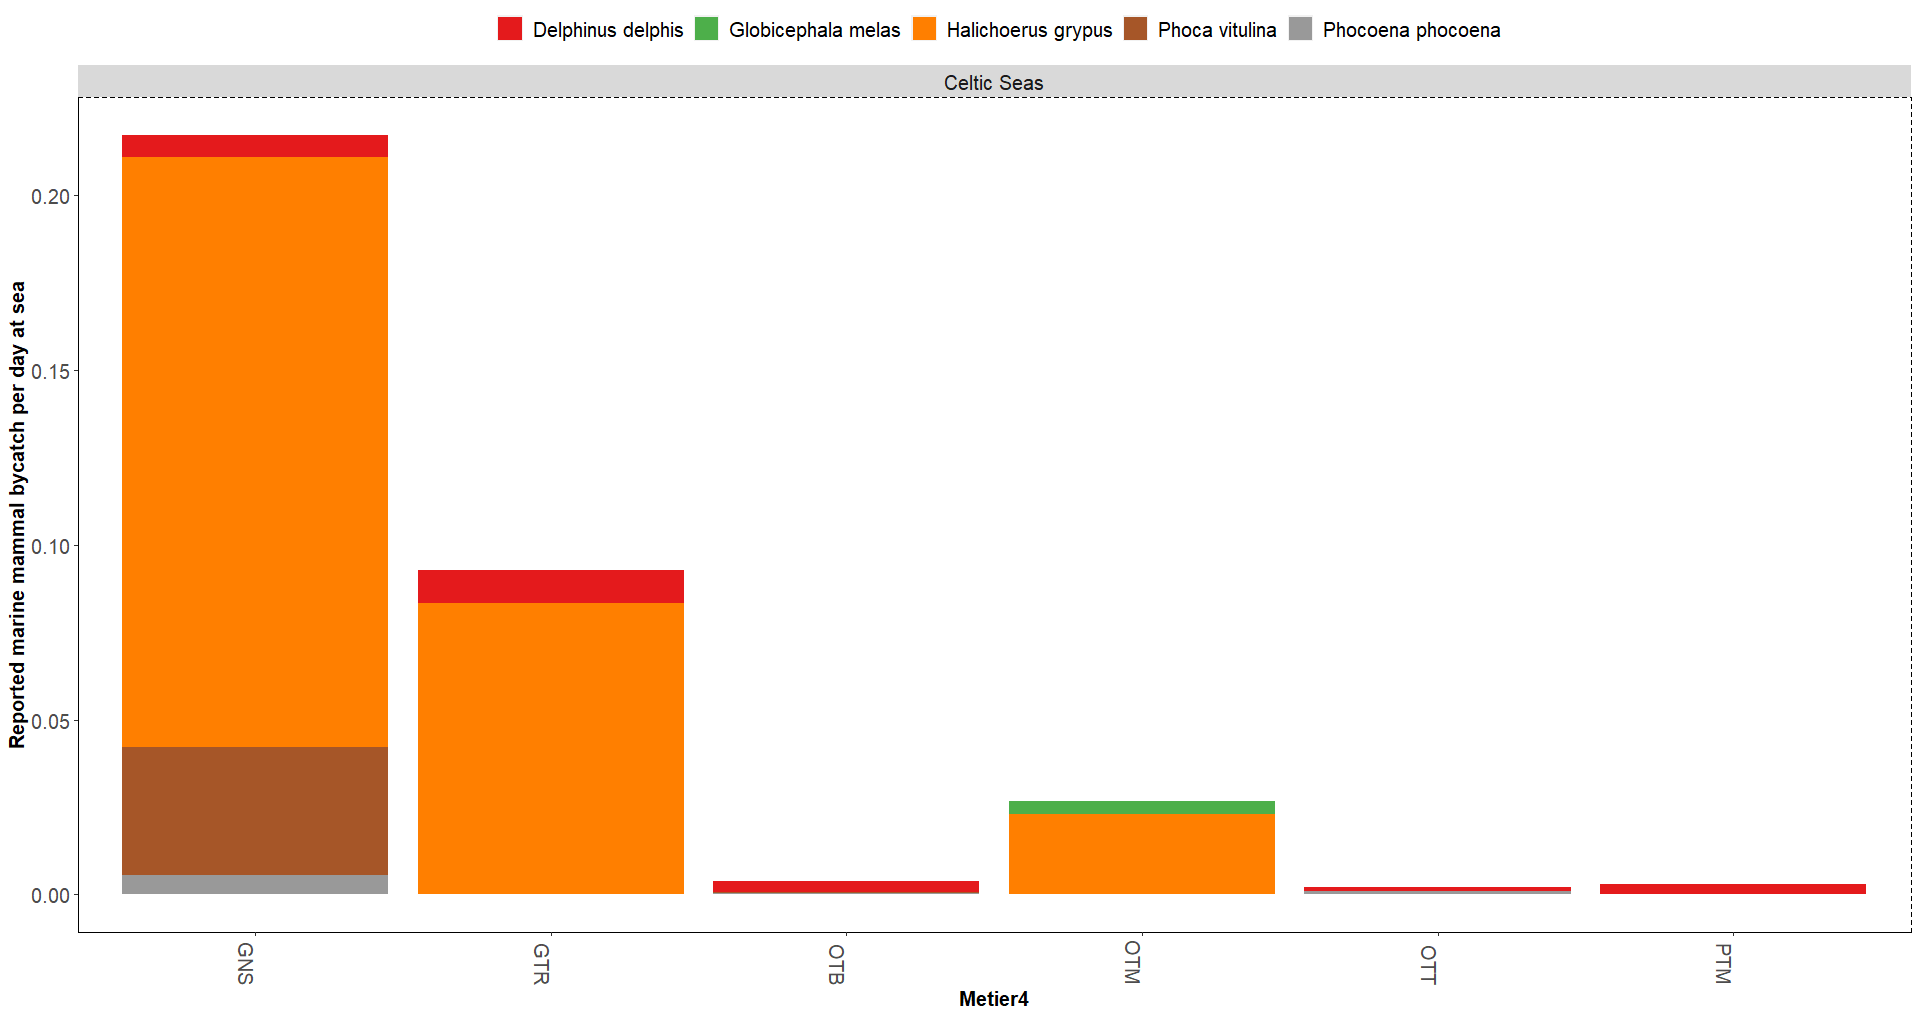 Delphinus delphis Globicephala melas Halichoerus grypus Phoca vitulina Phocoena phocoena
Celtic Seas
Reported marine mammal bycatch per day at sea
0.20
0.15
0.10
0.05
0.00
GNS GTR OTB OTM OTT PTM
Metier4